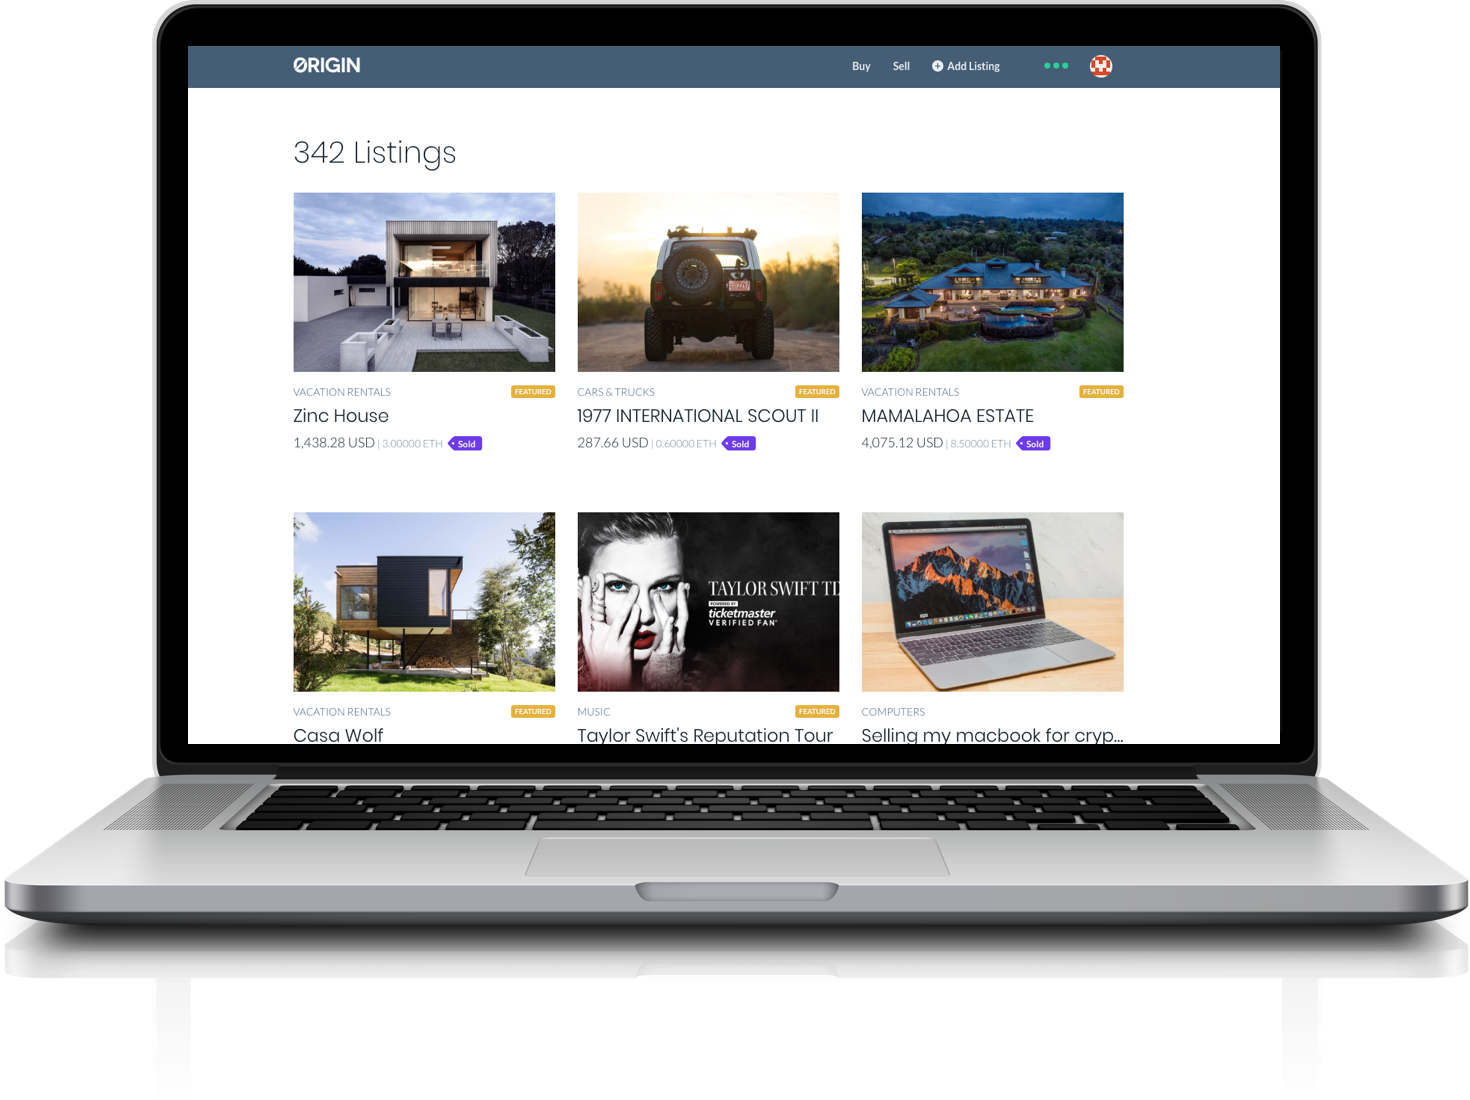 ØRIGIN
Buy Sell Add Listing
342 Listings
VACATION RENTALS FEATURED
Zinc House
1,438.28 USD | 3.00000 ETH Sold
CARS & TRUCKS FEATURED
1977 INTERNATIONAL SCOUT II
287.66 USD | 0.60000 ETH Sold
VACATION RENTALS FEATURED
MAMALAHOA ESTATE
4,075.12 USD | 8.50000 ETH Sold
VACATION RENTALS FEATURED
Casa Wolf
TAYLOR SWIFT TI
POWERED BY
ticketmaster
VERIFIED FAN
MUSIC FEATURED
Taylor Swift's Reputation Tour
COMPUTERS
Selling my macbook for cryp...